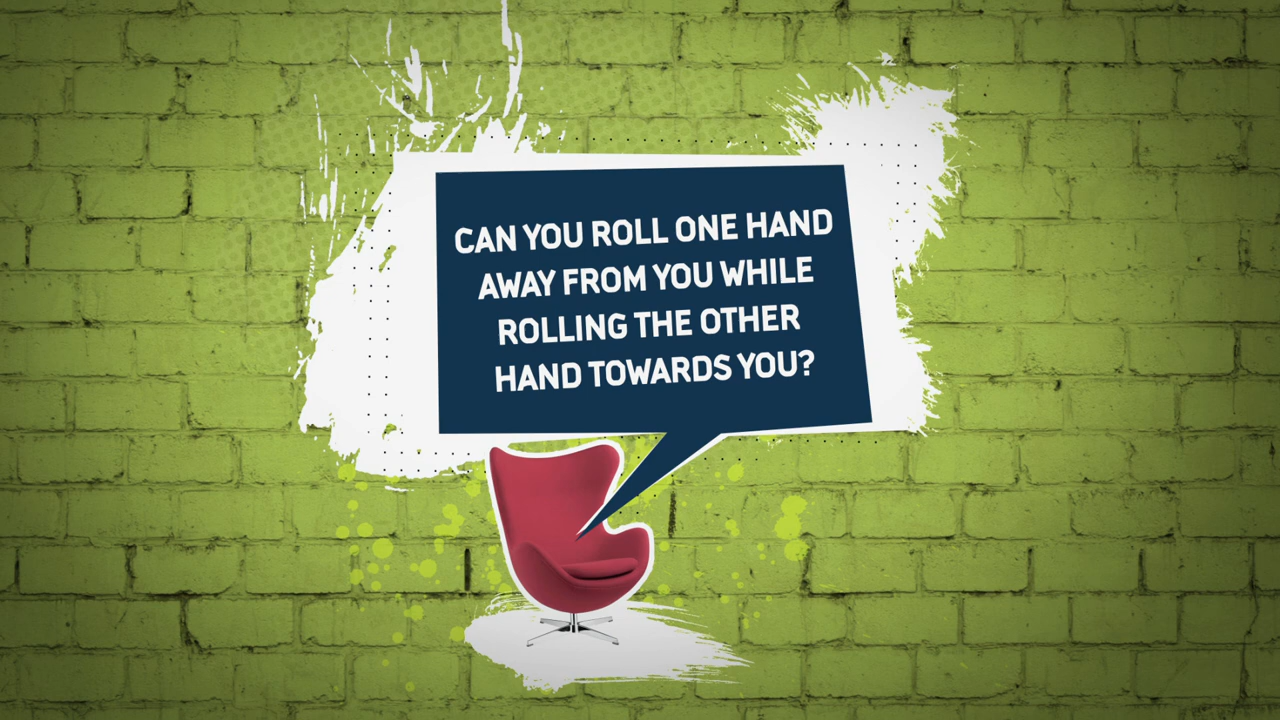 CAN YOU ROLL ONE HAND
AWAY FROM YOU WHILE
ROLLING THE OTHER
HAND TOWARDS YOU?